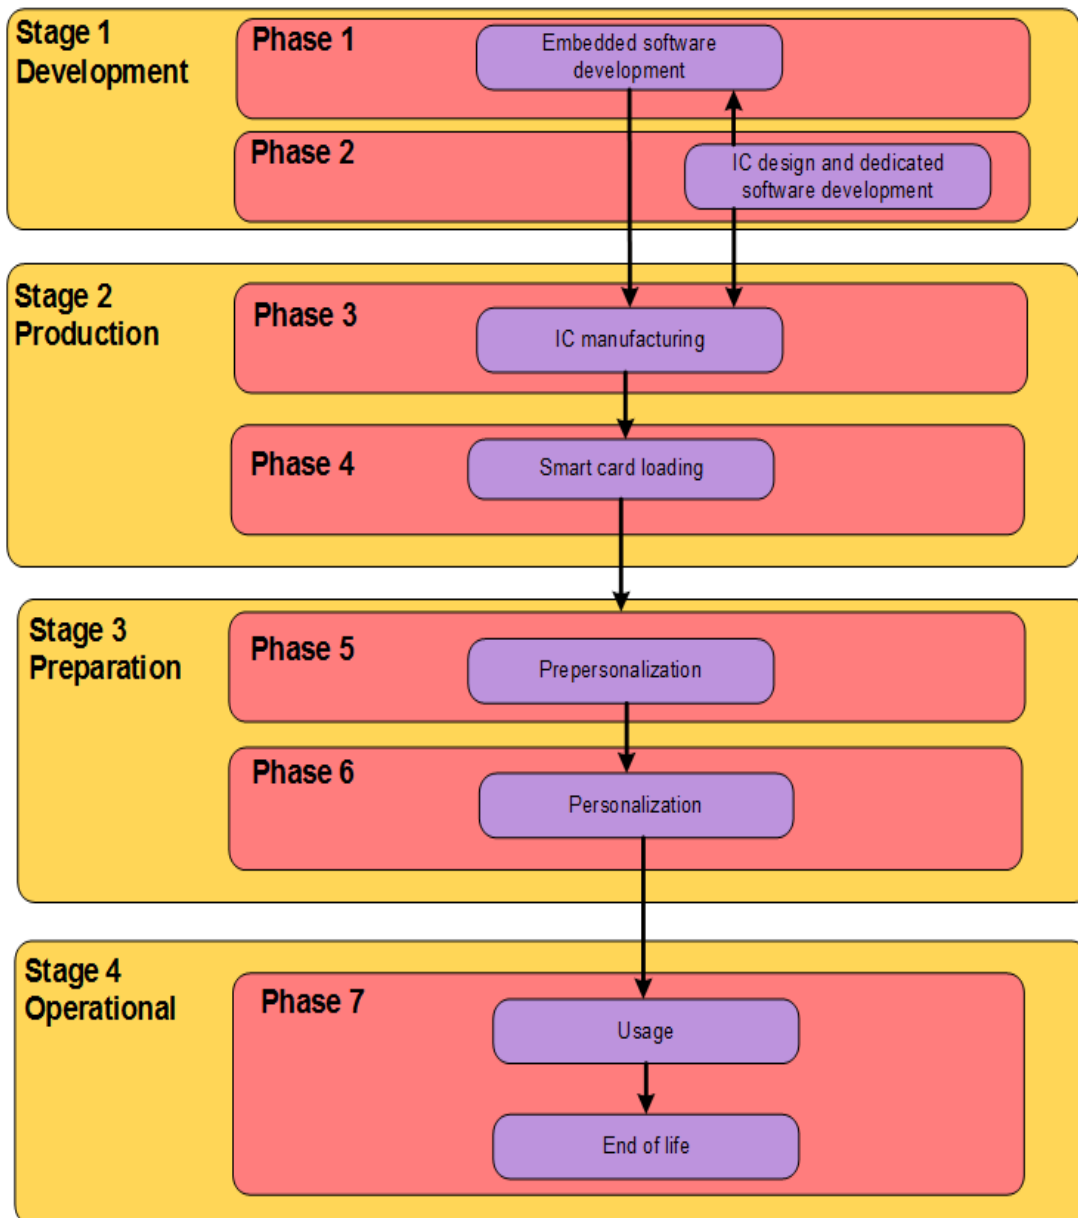 Stage 1
Development
Phase 1
Embedded software
development
Phase 2
IC design and dedicated
software development
Stage 2
Production
Phase 3
IC manufacturing
Phase 4
Smart card loading
Stage 3
Preparation
Phase 5
Prepersonalization
Phase 6
Personalization
Stage 4
Operational
Phase 7
Usage
End of life